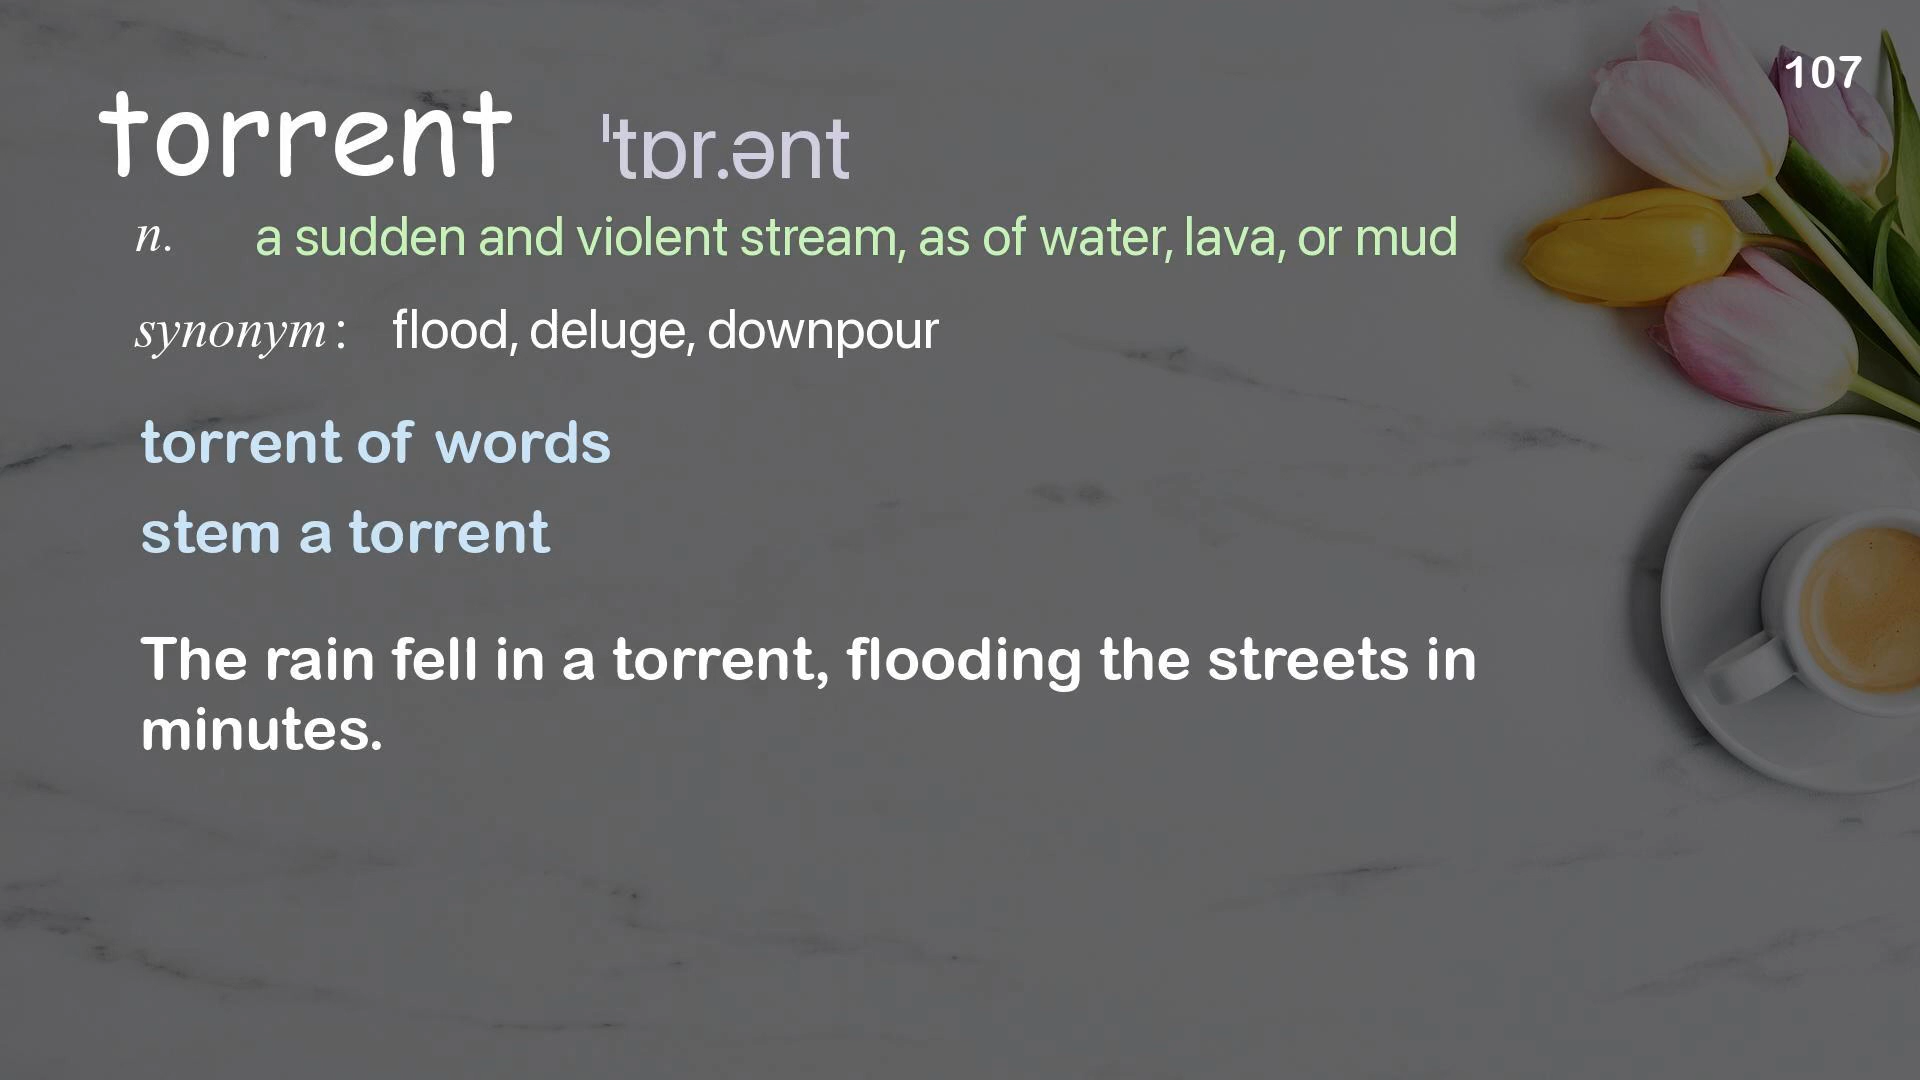 107
torrent ˈtɒr.ənt
n. a sudden and violent stream, as of water, lava, or mud
synonym: flood, deluge, downpour
torrent of words
stem a torrent
The rain fell in a torrent, flooding the streets in
minutes.